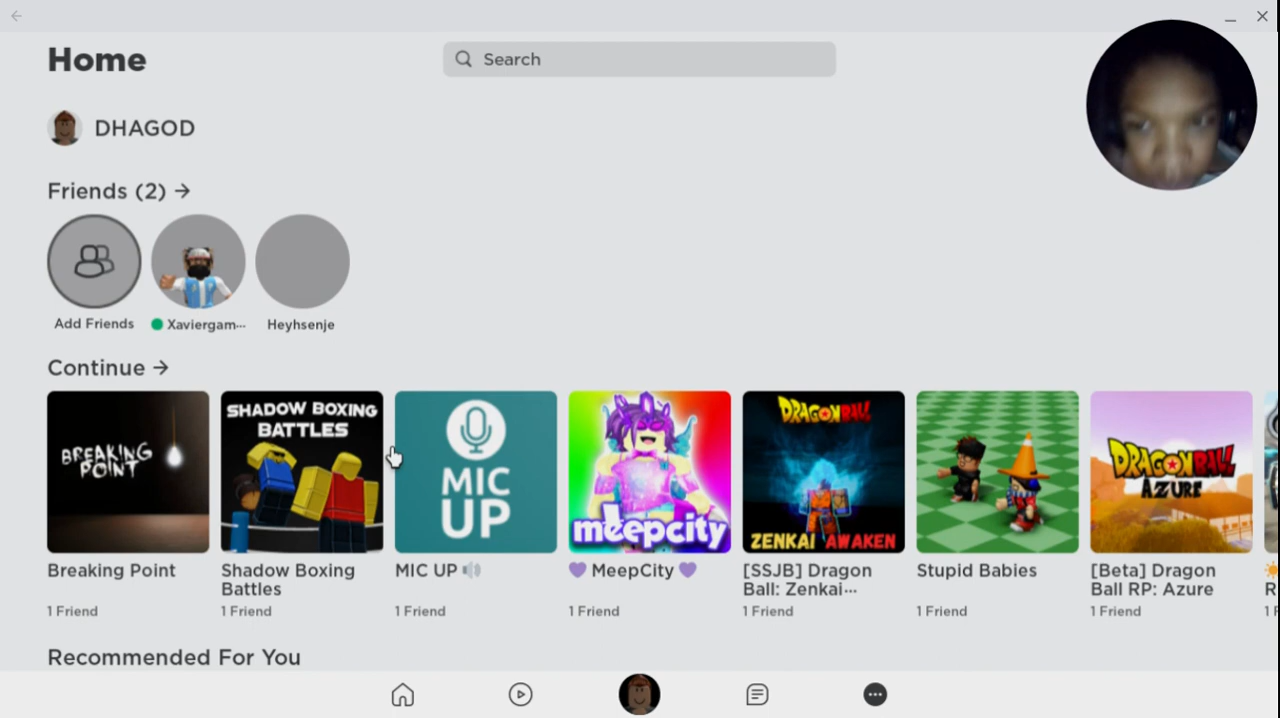 Home
Search
DHAGOD
Friends (2) →
Add Friends
Xaviergam...
Heyhsenje
Continue →
BREAKING
POINT
SHADOW BOXING
BATTLES
MIC
UP
meepcity
DRAGON BALL
ZENKAI AWAKEN
DRAGON BALL
AZURE
Breaking Point
Shadow Boxing
Battles
MIC UP 🔊
💜 MeepCity 💜
[SSJB] Dragon
Ball: Zenkai...
Stupid Babies
[Beta] Dragon
Ball RP: Azure
R
1 Friend
1 Friend
1 Friend
1 Friend
1 Friend
1 Friend
1 Friend
1 F
Recommended For You